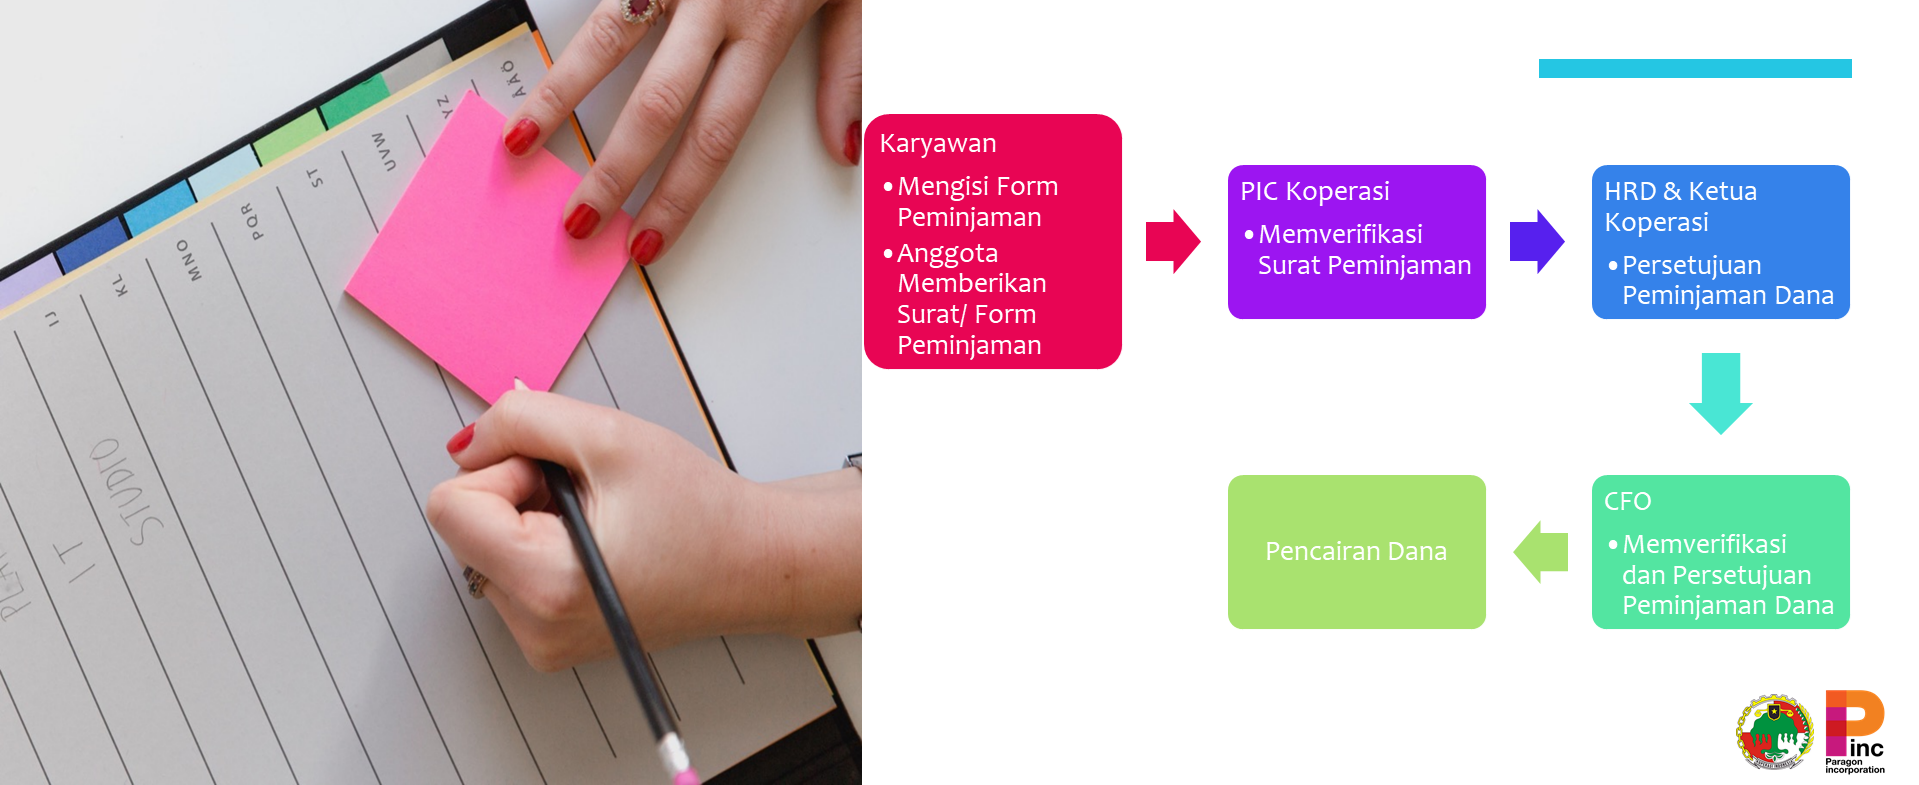 ÅÄÖ
YZ
UVW
ST
PQR
MNO
KL
IJ
STUDIO
IT
Karyawan
•Mengisi Form
Peminjaman
•Anggota
Memberikan
Surat/ Form
Peminjaman
PIC Koperasi
•Memverifikasi
Surat Peminjaman
HRD & Ketua
Koperasi
•Persetujuan
Peminjaman Dana
CFO
•Memverifikasi
dan Persetujuan
Peminjaman Dana
Pencairan Dana
inc
Paragon
incorporation